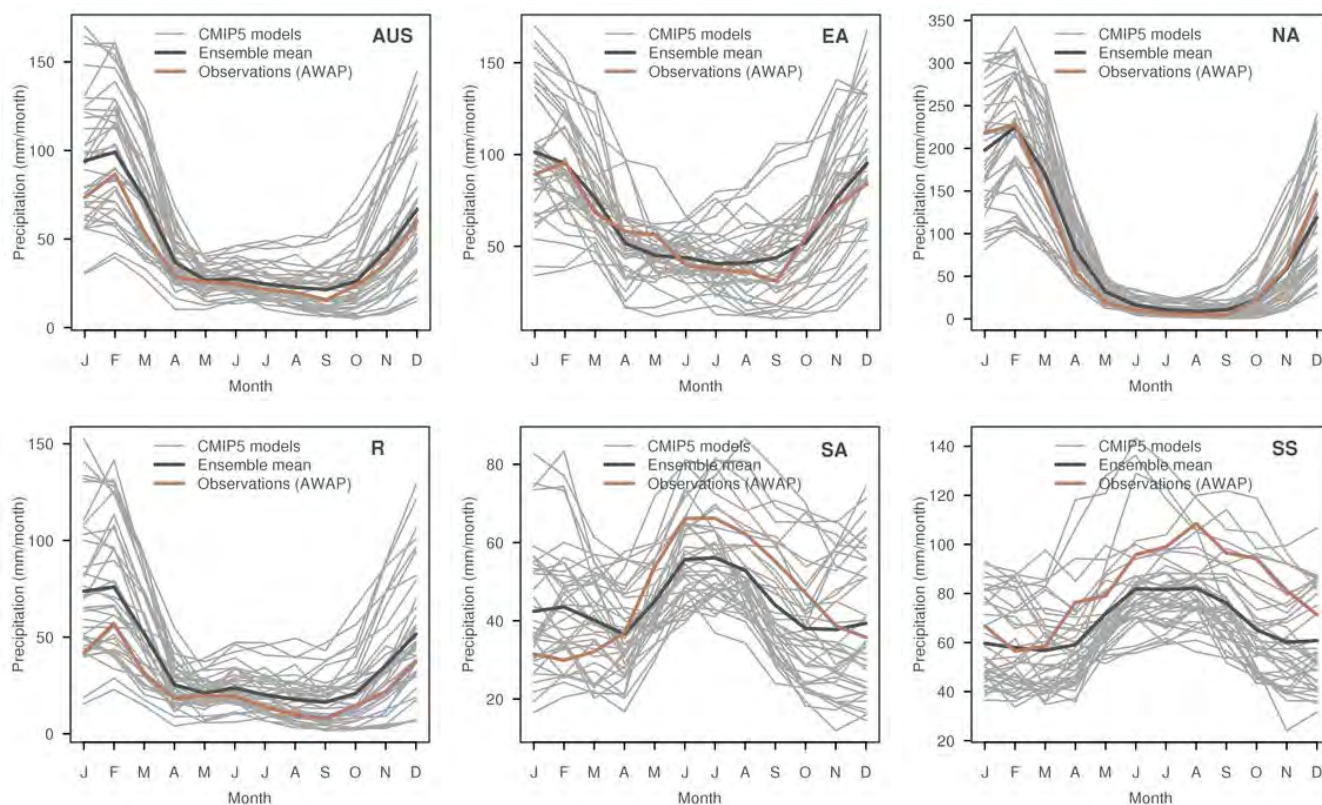 AUS
CMIP5 models
Ensemble mean
Observations (AWAP)
Precipitation (mm/month)
150
100
50
0
J F M A M J J A S O N D
Month
EA
CMIP5 models
Ensemble mean
Observations (AWAP)
Precipitation (mm/month)
150
100
50
J F M A M J J A S O N D
Month
NA
CMIP5 models
Ensemble mean
Observations (AWAP)
Precipitation (mm/month)
350
300
250
200
150
100
50
0
J F M A M J J A S O N D
Month
R
CMIP5 models
Ensemble mean
Observations (AWAP)
Precipitation (mm/month)
150
100
50
0
J F M A M J J A S O N D
Month
SA
CMIP5 models
Ensemble mean
Observations (AWAP)
Precipitation (mm/month)
80
60
40
20
J F M A M J J A S O N D
Month
SS
CMIP5 models
Ensemble mean
Observations (AWAP)
Precipitation (mm/month)
140
120
100
80
60
40
20
J F M A M J J A S O N D
Month